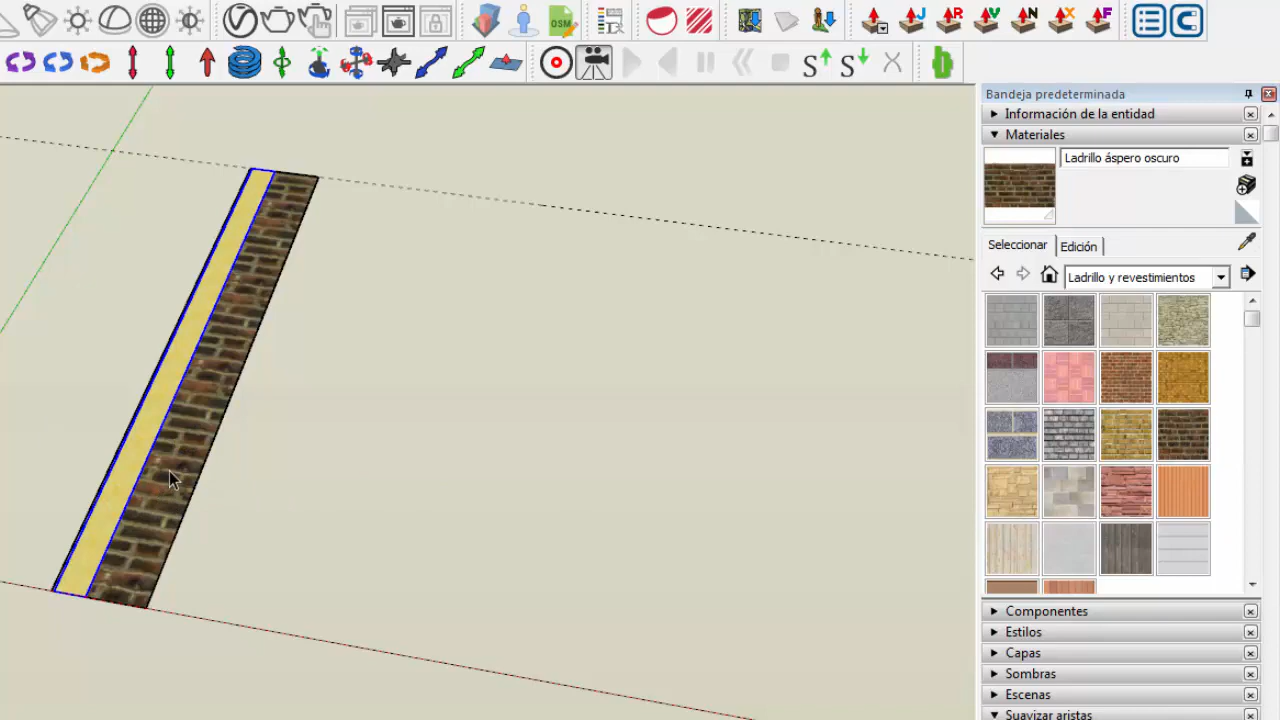 OSM
J
R
V
N
X
F
S
S
Bandeja predeterminada
Información de la entidad
Materiales
Ladrillo áspero oscuro
Seleccionar
Edición
Ladrillo y revestimientos
Componentes
Estilos
Capas
Sombras
Escenas
Suavizar aristas